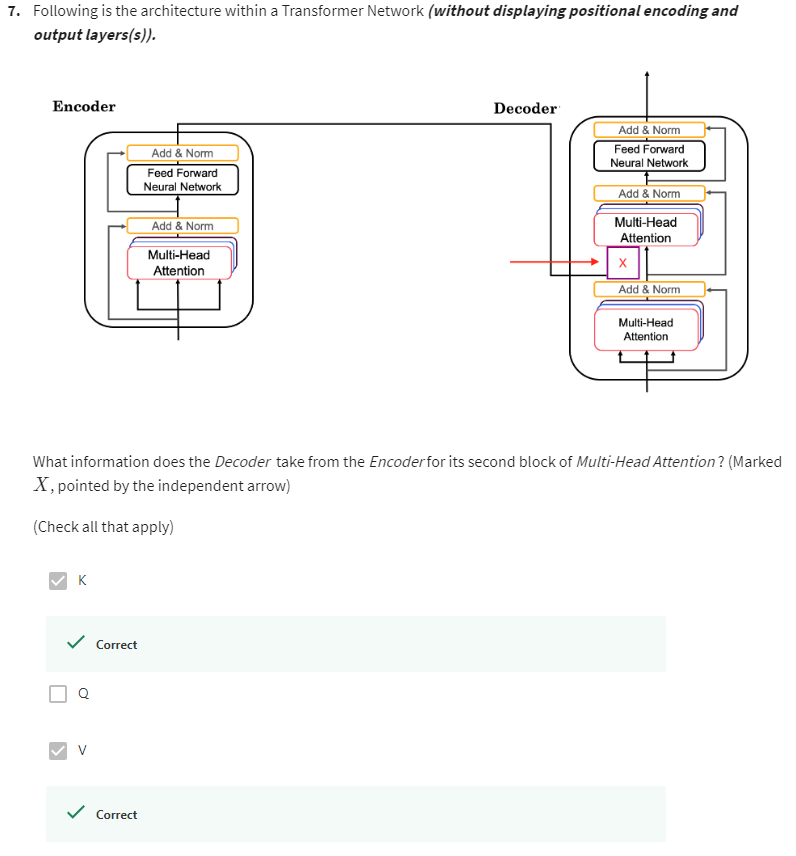 7. Following is the architecture within a Transformer Network (without displaying positional encoding and
output layers(s)).
Encoder
Decoder
Add & Norm
Feed Forward
Neural Network
Add & Norm
Multi-Head
Attention
Add & Norm
Feed Forward
Neural Network
Add & Norm
Multi-Head
Attention
X
Add & Norm
Multi-Head
Attention
What information does the Decoder take from the Encoder for its second block of Multi-Head Attention? (Marked
X, pointed by the independent arrow)
(Check all that apply)
K
Correct
Q
V
Correct